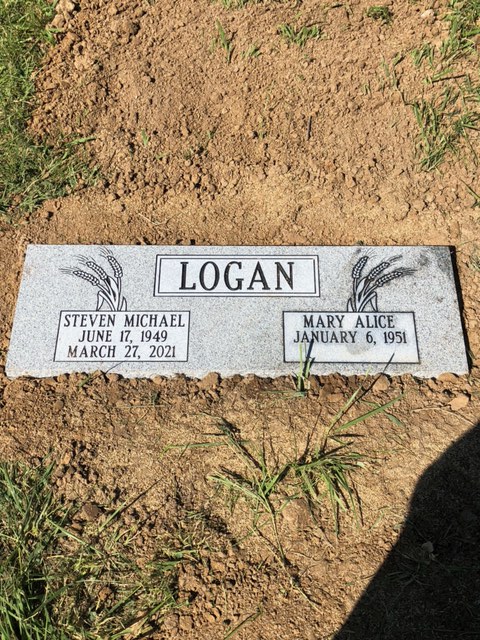 LOGAN
STEVEN MICHAEL
JUNE 17, 1949
MARCH 27, 2021
MARY ALICE
JANUARY 6, 1951